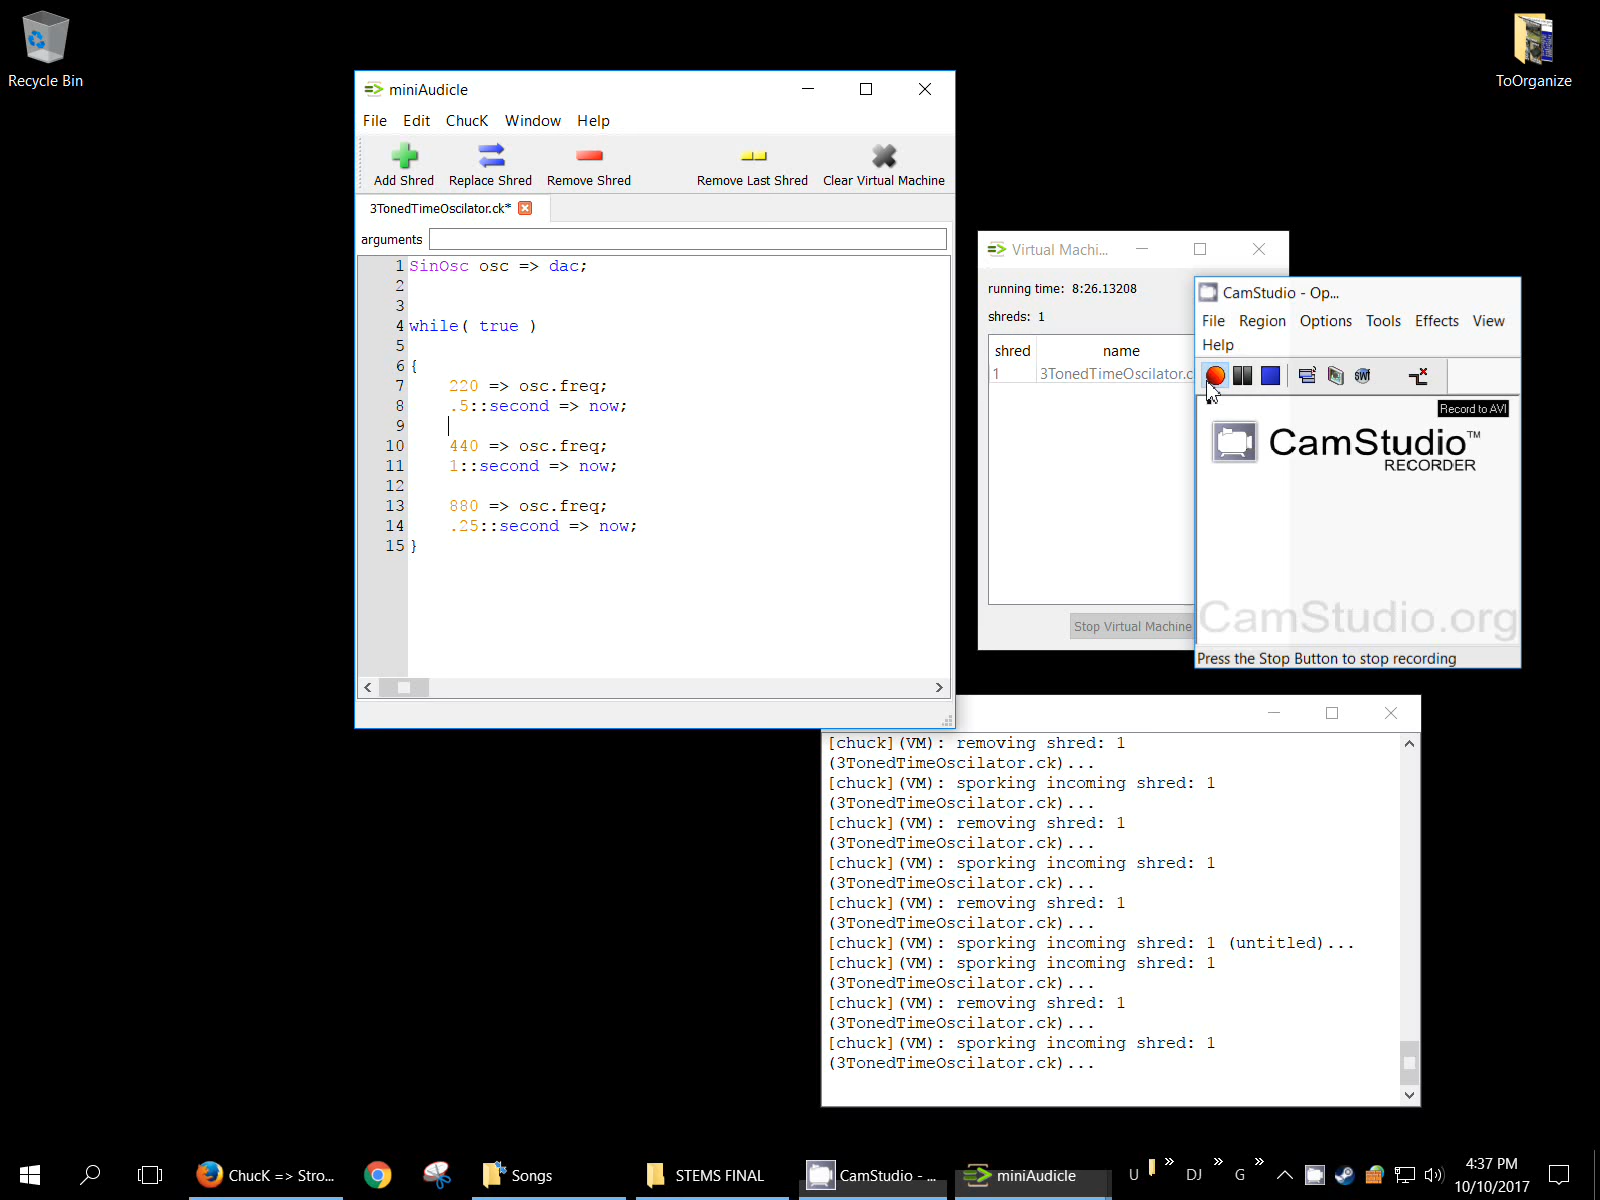 Recycle Bin
ToOrganize
miniAudicle
File Edit ChucK Window Help
Add Shred Replace Shred Remove Shred Remove Last Shred Clear Virtual Machine
3TonedTimeOscilator.ck*
arguments
1 SinOsc osc => dac;
2
3
4 while( true )
5
6 {
7 220 => osc.freq;
8 .5::second => now;
9
10 440 => osc.freq;
11 1::second => now;
12
13 880 => osc.freq;
14 .25::second => now;
15 }
Virtual Machi...
running time: 8:26.13208
shreds: 1
shred name
1 3TonedTimeOscilator.c
Stop Virtual Machine
CamStudio - Op...
File Region Options Tools Effects View
Help
SWf
Record to AVI
CamStudio™
RECORDER
CamStudio.org
Press the Stop Button to stop recording
[chuck](VM): removing shred: 1
(3TonedTimeOscilator.ck)...
[chuck](VM): sporking incoming shred: 1
(3TonedTimeOscilator.ck)...
[chuck](VM): removing shred: 1
(3TonedTimeOscilator.ck)...
[chuck](VM): sporking incoming shred: 1
(3TonedTimeOscilator.ck)...
[chuck](VM): removing shred: 1
(3TonedTimeOscilator.ck)...
[chuck](VM): sporking incoming shred: 1 (untitled)...
[chuck](VM): sporking incoming shred: 1
(3TonedTimeOscilator.ck)...
[chuck](VM): removing shred: 1
(3TonedTimeOscilator.ck)...
[chuck](VM): sporking incoming shred: 1
(3TonedTimeOscilator.ck)...
ChucK => Stro... Songs STEMS FINAL CamStudio - ... miniAudicle U » DJ » G » 4:37 PM
10/10/2017